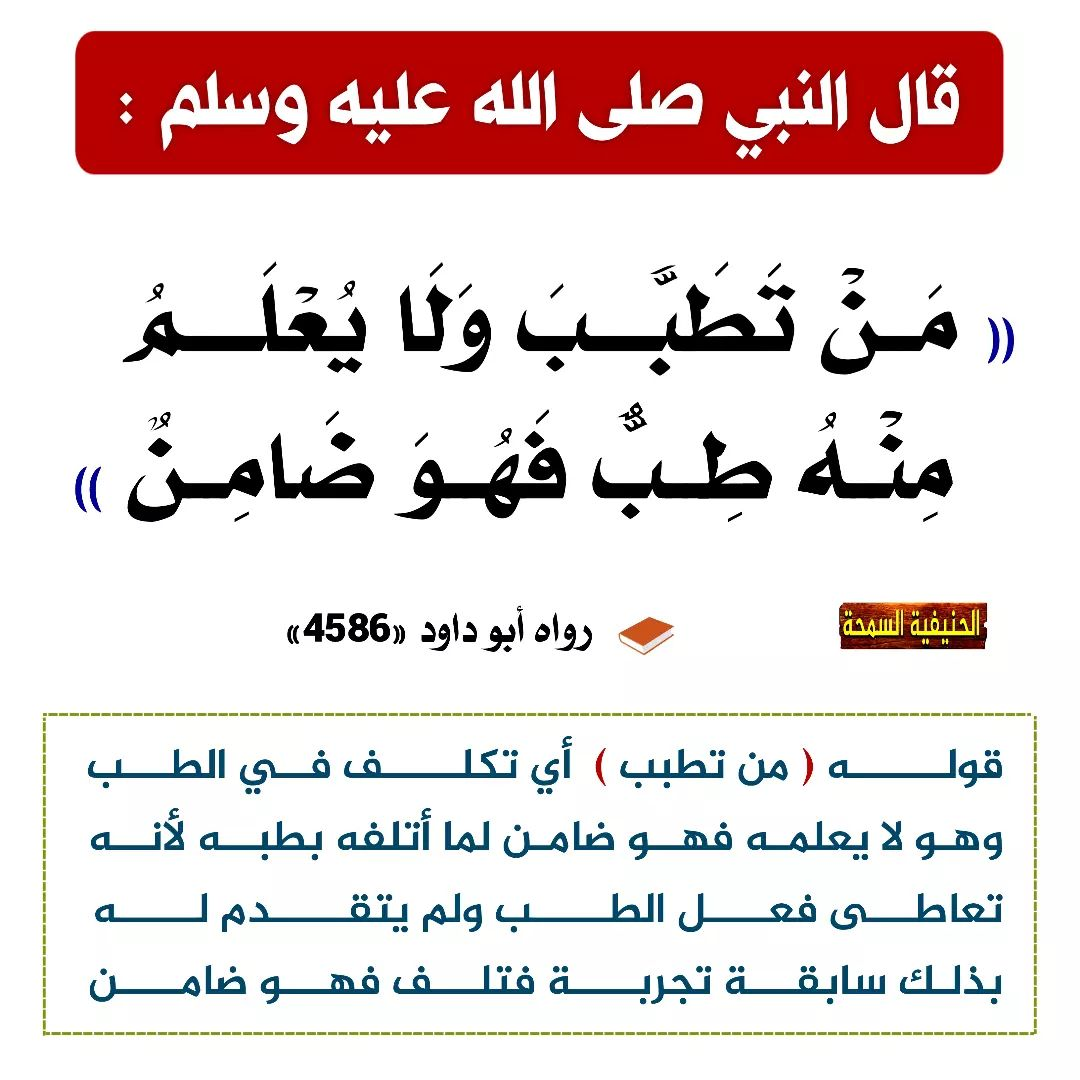 قال النبي صلى الله عليه وسلم :
(( مَنْ تَطَبَّبَ وَلَا يُعْلَمُ
مِنْهُ طِبٌّ فَهُوَ ضَامِنٌ ))
الحنيفية السمحة
رواه أبو داود «4586»
قوله ( من تطبب ) أي تكلف في الطب
وهو لا يعلمه فهو ضامن لما أتلفه بطبه لأنه
تعاطى فعل الطب ولم يتقدم له
بذلك سابقة تجربة فتلف فهو ضامن